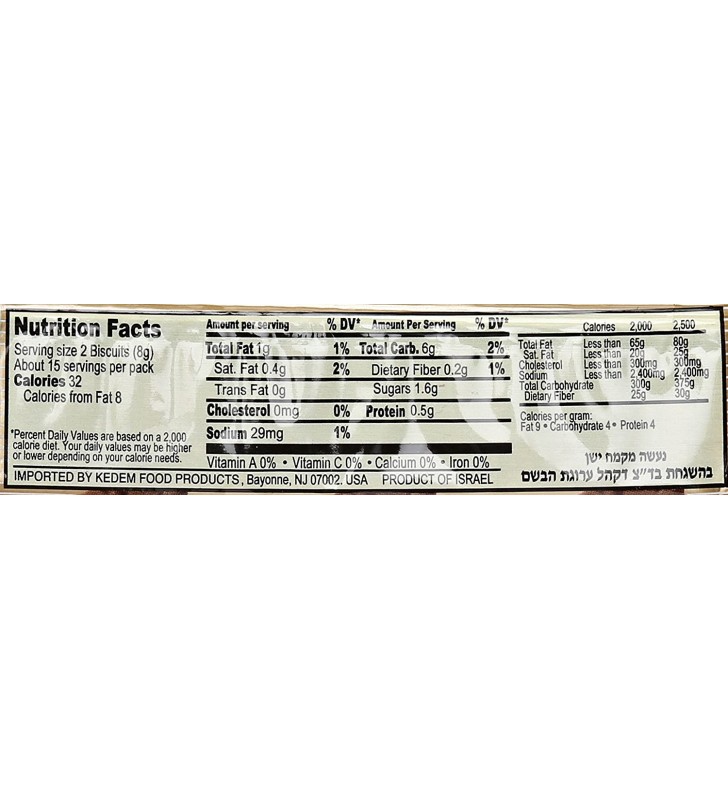 Nutrition Facts
Serving size 2 Biscuits (8g)
About 15 servings per pack
Calories 32
Calories from Fat 8
*Percent Daily Values are based on a 2,000
calorie diet. Your daily values may be higher
or lower depending on your calorie needs.
Amount per serving % DV* Amount Per Serving % DV*
Total Fat 1g 1% Total Carb. 6g 2%
Sat. Fat 0.4g 2% Dietary Fiber 0.2g 1%
Trans Fat 0g Sugars 1.6g
Cholesterol 0mg 0% Protein 0.5g
Sodium 29mg 1%
Vitamin A 0% • Vitamin C 0% • Calcium 0% • Iron 0%
Calories 2,000 2,500
Total Fat Less than 65g 80g
Sat. Fat Less than 20g 25g
Cholesterol Less than 300mg 300mg
Sodium Less than 2,400mg 2,400mg
Total Carbohydrate 300g 375g
Dietary Fiber 25g 30g
Calories per gram:
Fat 9 • Carbohydrate 4 • Protein 4
נעשה מקמח ישן
בהשגחת בד״צ דקהל ערוגת הבשם
IMPORTED BY KEDEM FOOD PRODUCTS, Bayonne, NJ 07002. USA PRODUCT OF ISRAEL